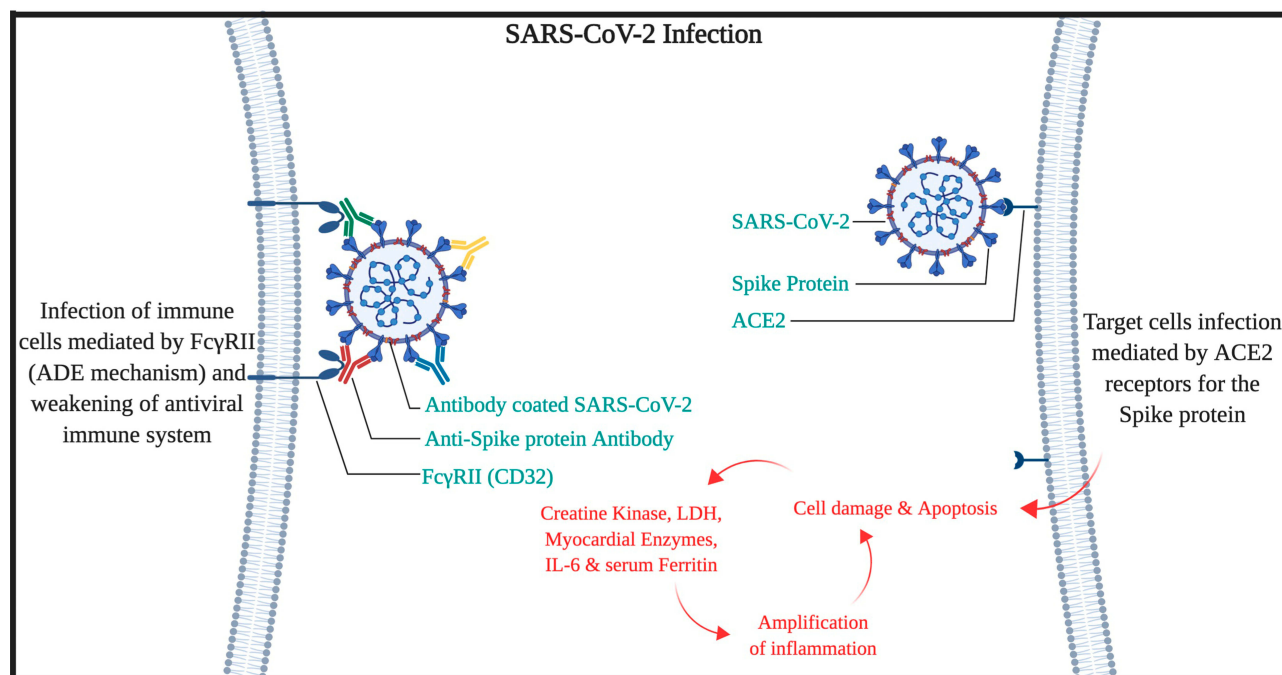 SARS-CoV-2 Infection
Infection of immune
cells mediated by FcγRII
(ADE mechanism) and
weakening of antiviral
immune system
Antibody coated SARS-CoV-2
Anti-Spike protein Antibody
FcγRII (CD32)
SARS-CoV-2
Spike Protein
ACE2
Target cells infection
mediated by ACE2
receptors for the
Spike protein
Cell damage & Apoptosis
Creatine Kinase, LDH,
Myocardial Enzymes,
IL-6 & serum Ferritin
Amplification
of inflammation